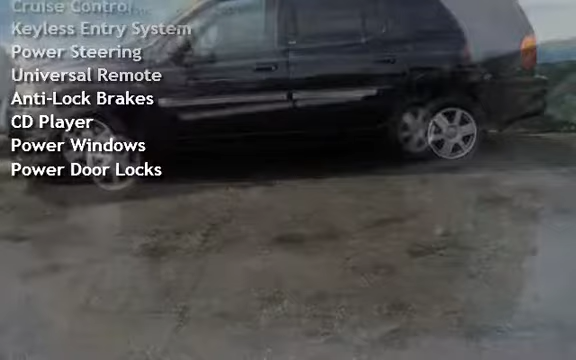 Cruise Control
Keyless Entry System
Power Steering
Universal Remote
Anti-Lock Brakes
CD Player
Power Windows
Power Door Locks